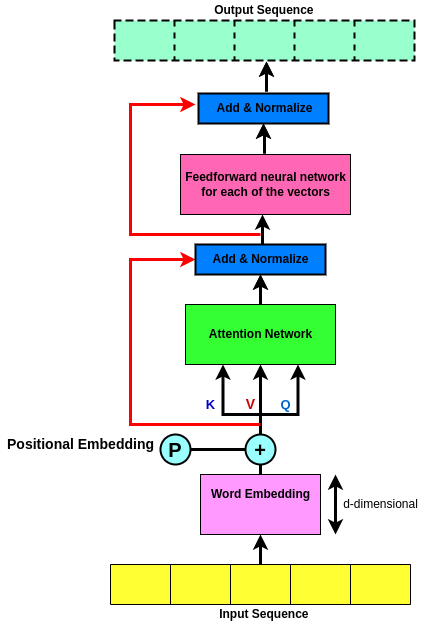 Output Sequence
Add & Normalize
Feedforward neural network
for each of the vectors
Add & Normalize
Attention Network
K V Q
Positional Embedding P +
Word Embedding
d-dimensional
Input Sequence